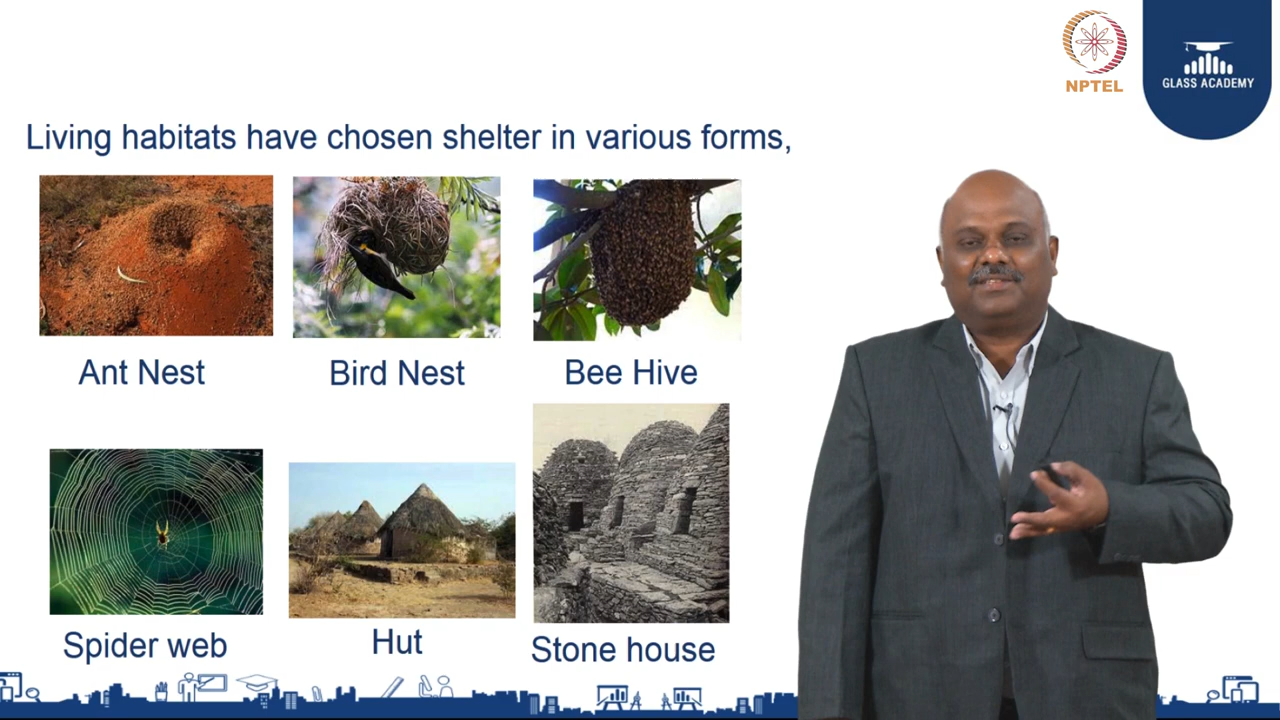 NPTEL
GLASS ACADEMY
Living habitats have chosen shelter in various forms,
Ant Nest
Bird Nest
Bee Hive
Spider web
Hut
Stone house